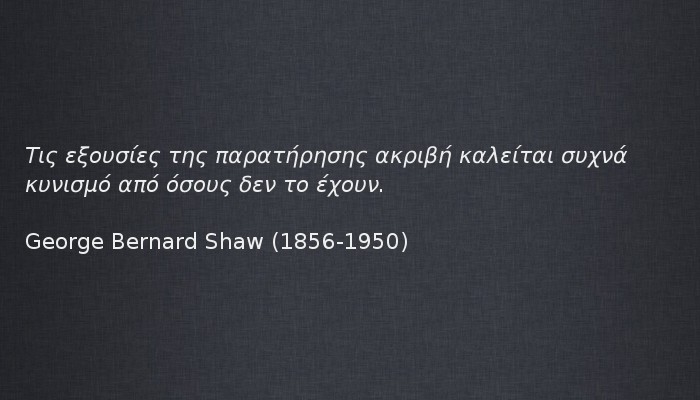 Τις εξουσίες της παρατήρησης ακριβή καλείται συχνά
κυνισμό από όσους δεν το έχουν.
George Bernard Shaw (1856-1950)